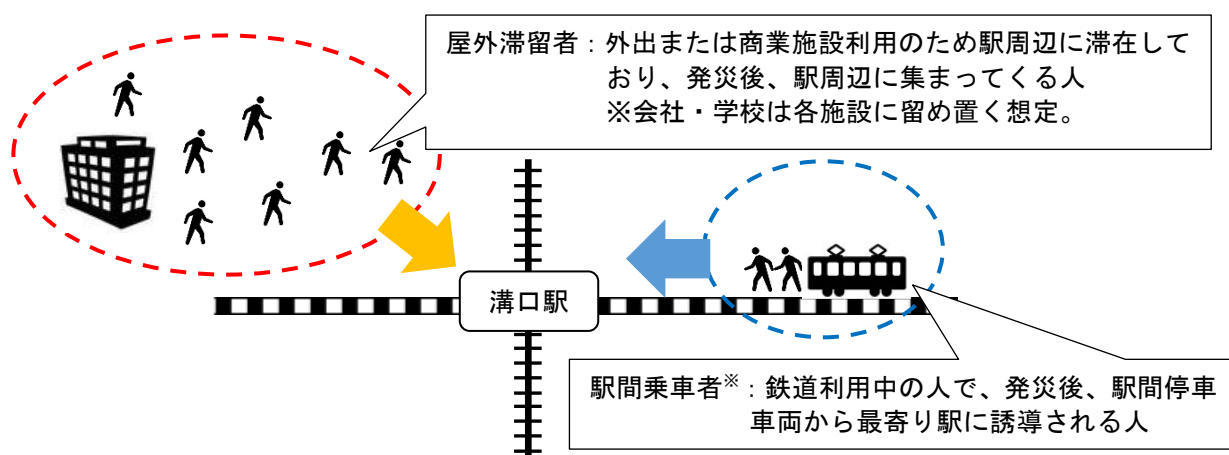 屋外滞留者：外出または商業施設利用のため駅周辺に滞在して
おり、発災後、駅周辺に集まってくる人
※会社・学校は各施設に留め置く想定。
溝口駅
駅間乗車者※：鉄道利用中の人で、発災後、駅間停車
車両から最寄り駅に誘導される人